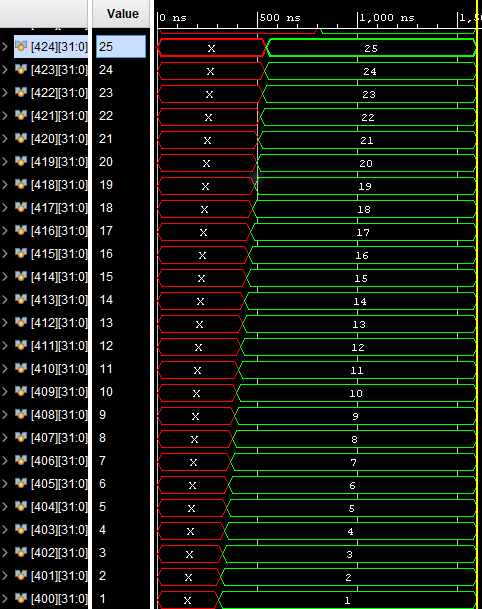 Value 0 ns 500 ns 1,000 ns 1,5
[424][31:0] 25 X 25
[423][31:0] 24 X 24
[422][31:0] 23 X 23
[421][31:0] 22 X 22
[420][31:0] 21 X 21
[419][31:0] 20 X 20
[418][31:0] 19 X 19
[417][31:0] 18 X 18
[416][31:0] 17 X 17
[415][31:0] 16 X 16
[414][31:0] 15 X 15
[413][31:0] 14 X 14
[412][31:0] 13 X 13
[411][31:0] 12 X 12
[410][31:0] 11 X 11
[409][31:0] 10 X 10
[408][31:0] 9 X 9
[407][31:0] 8 X 8
[406][31:0] 7 X 7
[405][31:0] 6 X 6
[404][31:0] 5 X 5
[403][31:0] 4 X 4
[402][31:0] 3 X 3
[401][31:0] 2 X 2
[400][31:0] 1 X 1